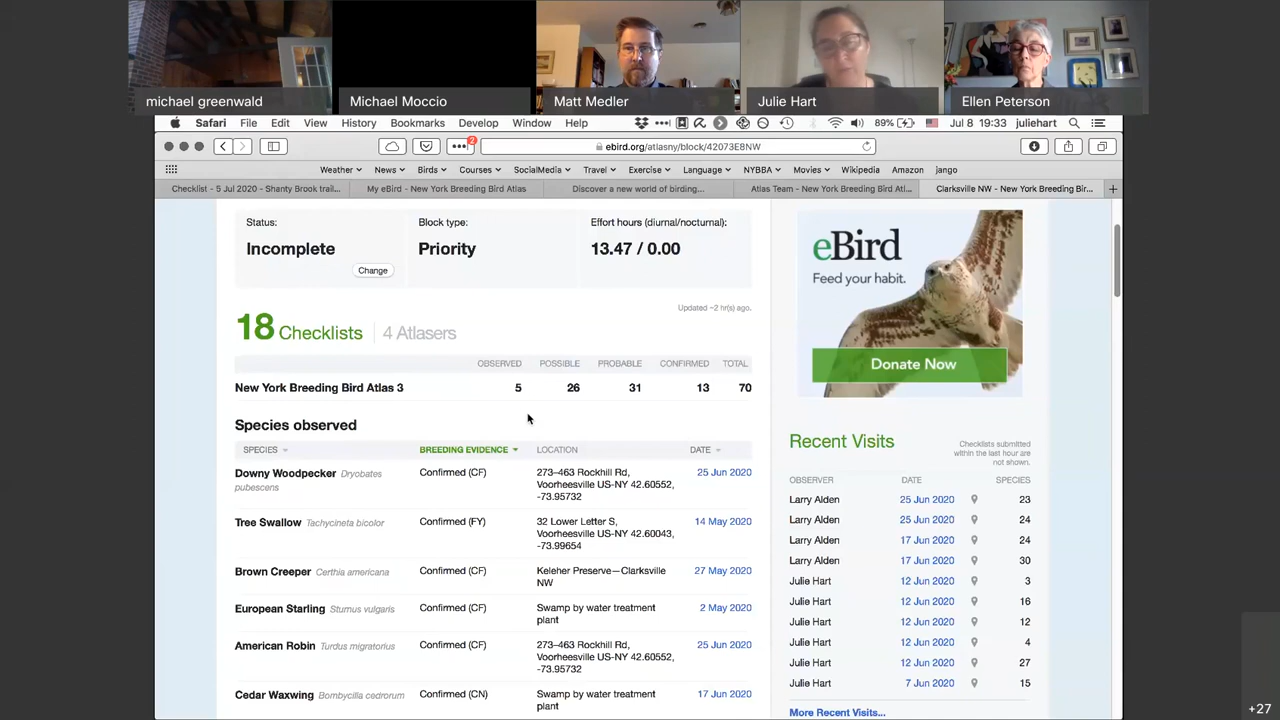 michael greenwald
Michael Moccio
Matt Medler
Julie Hart
Ellen Peterson
Safari File Edit View History Bookmarks Develop Window Help
89% Jul 8 19:33 juliehart
2
ebird.org/atlasny/block/42073E8NW
Weather News Birds Courses SocialMedia Travel Exercise Language NYBBA Movies Wikipedia Amazon jango
Checklist - 5 Jul 2020 - Shanty Brook trail...
My eBird - New York Breeding Bird Atlas
Discover a new world of birding...
Atlas Team - New York Breeding Bird Atl...
Clarksville NW - New York Breeding Bir...
Status:
Incomplete
Change
Block type:
Priority
Effort hours (diurnal/nocturnal):
13.47 / 0.00
Updated ~2 hr(s) ago.
18 Checklists 4 Atlasers
OBSERVED POSSIBLE PROBABLE CONFIRMED TOTAL
New York Breeding Bird Atlas 3 5 26 31 13 70
Species observed
SPECIES BREEDING EVIDENCE LOCATION DATE
Downy Woodpecker Dryobates
pubescens
Confirmed (CF)
273–463 Rockhill Rd,
Voorheesville US-NY 42.60552,
-73.95732
25 Jun 2020
Tree Swallow Tachycineta bicolor
Confirmed (FY)
32 Lower Letter S,
Voorheesville US-NY 42.60043,
-73.99654
14 May 2020
Brown Creeper Certhia americana
Confirmed (CF)
Keleher Preserve—Clarksville
NW
27 May 2020
European Starling Sturnus vulgaris
Confirmed (CF)
Swamp by water treatment
plant
2 May 2020
American Robin Turdus migratorius
Confirmed (CF)
273–463 Rockhill Rd,
Voorheesville US-NY 42.60552,
-73.95732
25 Jun 2020
Cedar Waxwing Bombycilla cedrorum
Confirmed (CN)
Swamp by water treatment
plant
17 Jun 2020
eBird
Feed your habit.
Donate Now
Recent Visits
Checklists submitted
within the last hour are
not shown.
OBSERVER DATE SPECIES
Larry Alden 25 Jun 2020 23
Larry Alden 25 Jun 2020 24
Larry Alden 17 Jun 2020 24
Larry Alden 17 Jun 2020 30
Julie Hart 12 Jun 2020 3
Julie Hart 12 Jun 2020 16
Julie Hart 12 Jun 2020 12
Julie Hart 12 Jun 2020 4
Julie Hart 12 Jun 2020 27
Julie Hart 7 Jun 2020 15
More Recent Visits...
+27